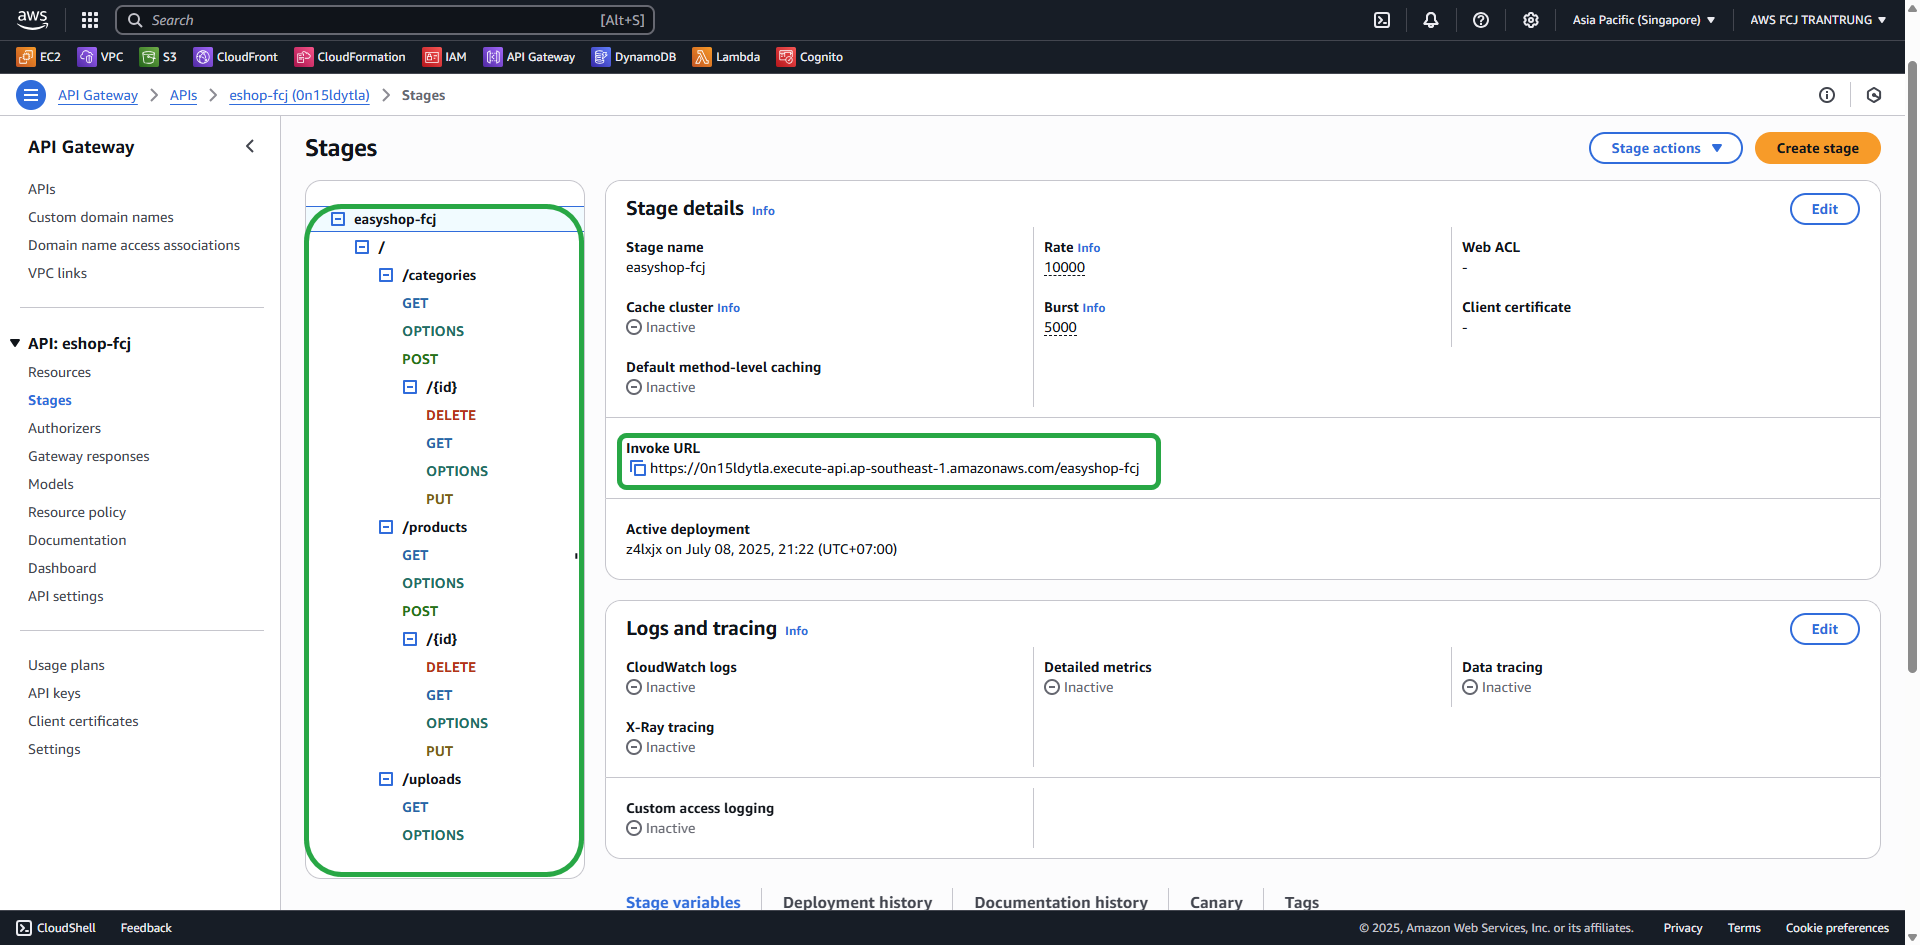 aws
Search [Alt+S]
Asia Pacific (Singapore)
AWS FCJ TRANTRUNG
EC2 VPC S3 CloudFront CloudFormation IAM API Gateway DynamoDB Lambda Cognito
API Gateway APIs eshop-fcj (0n15ldytla) Stages
API Gateway
APIs
Custom domain names
Domain name access associations
VPC links
API: eshop-fcj
Resources
Stages
Authorizers
Gateway responses
Models
Resource policy
Documentation
Dashboard
API settings
Usage plans
API keys
Client certificates
Settings
Stages
Stage actions
Create stage
easyshop-fcj
/
/categories
GET
OPTIONS
POST
/{id}
DELETE
GET
OPTIONS
PUT
/products
GET
OPTIONS
POST
/{id}
DELETE
GET
OPTIONS
PUT
/uploads
GET
OPTIONS
Stage details Info
Edit
Stage name
easyshop-fcj
Cache cluster Info
Inactive
Default method-level caching
Inactive
Rate Info
10000
Burst Info
5000
Web ACL
-
Client certificate
-
Invoke URL
https://0n15ldytla.execute-api.ap-southeast-1.amazonaws.com/easyshop-fcj
Active deployment
z4lxjx on July 08, 2025, 21:22 (UTC+07:00)
Logs and tracing Info
Edit
CloudWatch logs
Inactive
X-Ray tracing
Inactive
Detailed metrics
Inactive
Data tracing
Inactive
Custom access logging
Inactive
Stage variables Deployment history Documentation history Canary Tags
CloudShell Feedback
© 2025, Amazon Web Services, Inc. or its affiliates. Privacy Terms Cookie preferences